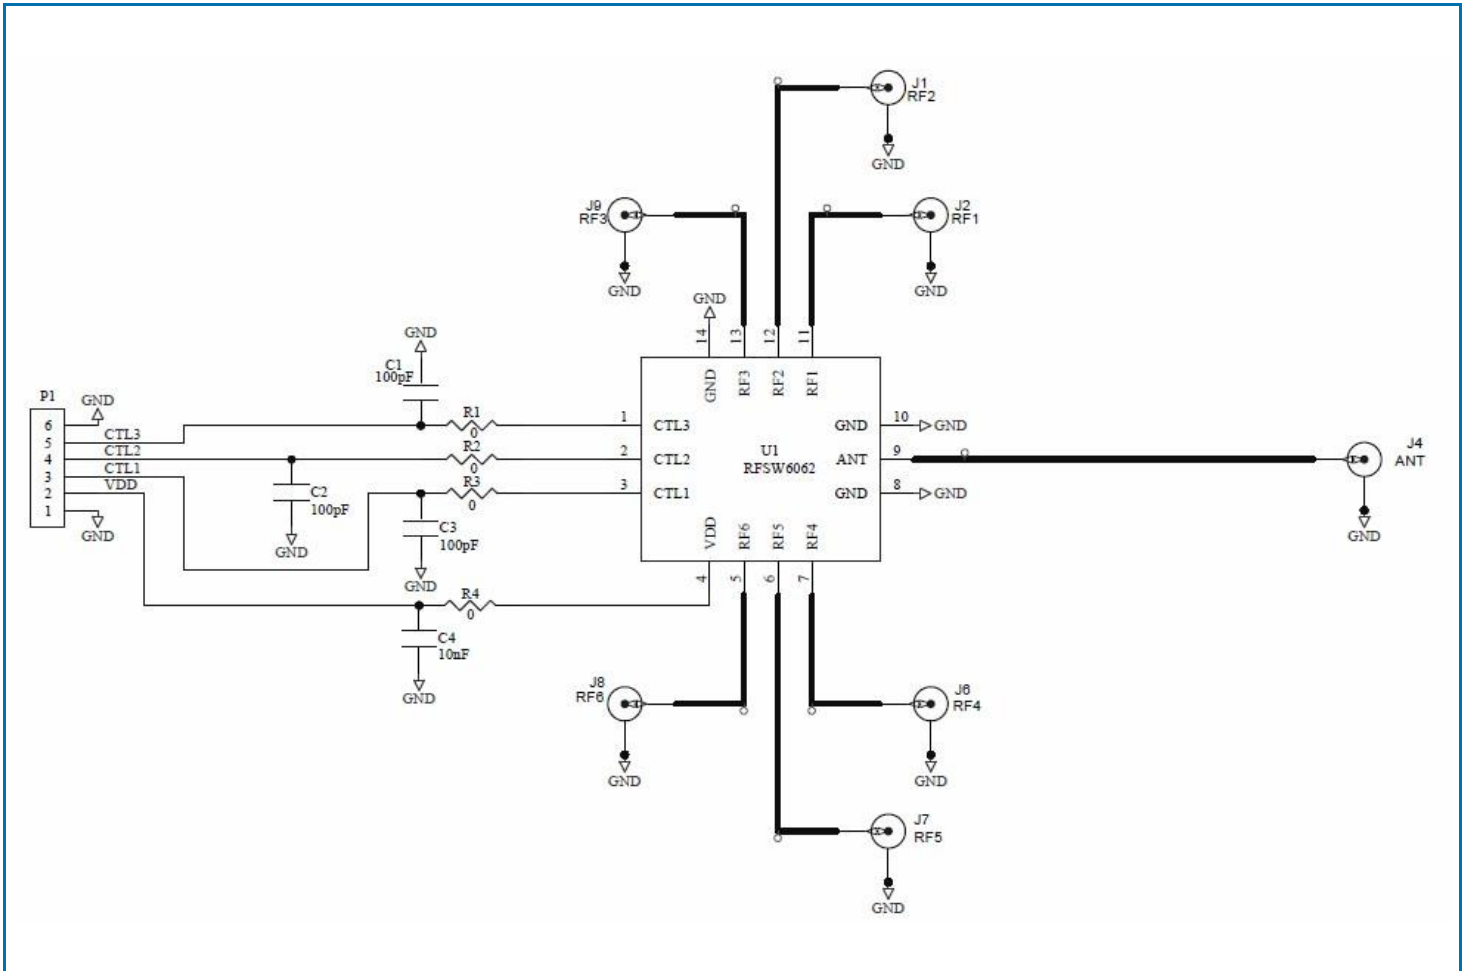 J1
RF2
GND
J9
RF3
J2
RF1
GND
GND
GND
14
13
12
11
GND
RF3
RF2
RF1
GND
C1
100pF
P1
GND
6
5
4
3
2
1
CTL3
CTL2
CTL1
VDD
GND
R1
0
R2
0
R3
0
C2
100pF
GND
C3
100pF
GND
R4
0
C4
10nF
GND
1
2
3
CTL3
CTL2
CTL1
U1
RFSW6062
GND
ANT
GND
10
9
8
GND
GND
J4
ANT
GND
VDD
RF6
RF5
RF4
4
5
6
7
J8
RF6
GND
J6
RF4
GND
J7
RF5
GND